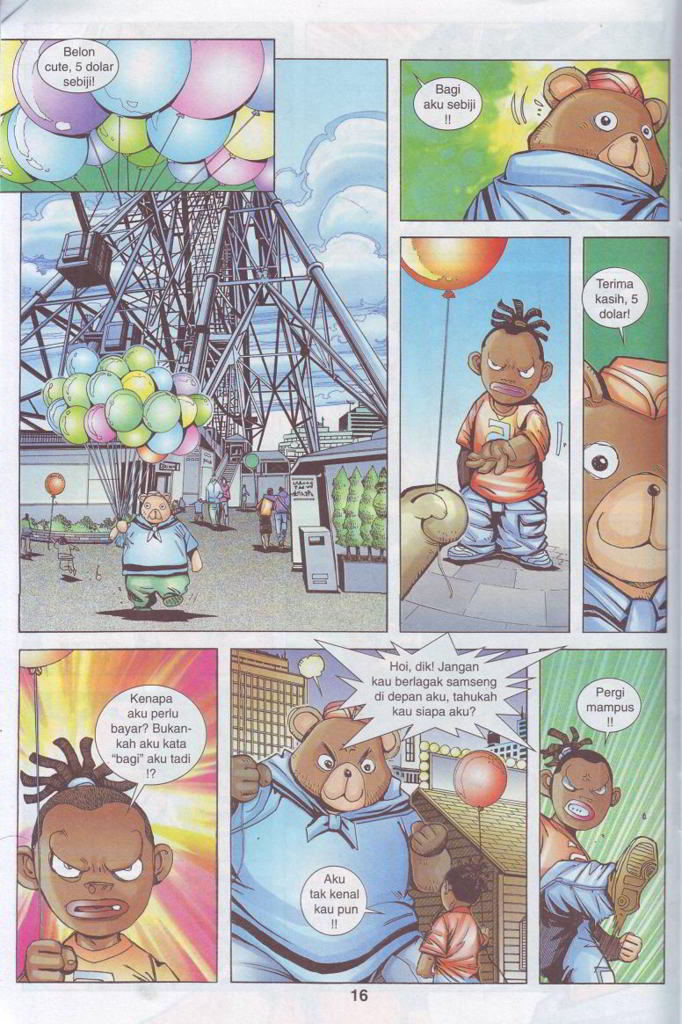 Belon
cute, 5 dolar
sebiji!
Bagi
aku sebiji
!!
Terima
kasih, 5
dolar!
Kenapa
aku perlu
bayar? Bukan-
kah aku kata
"bagi" aku tadi
!?
Hoi, dik! Jangan
kau berlagak samseng
di depan aku, tahukah
kau siapa aku?
Aku
tak kenal
kau pun
!!
Pergi
mampus
!!
16